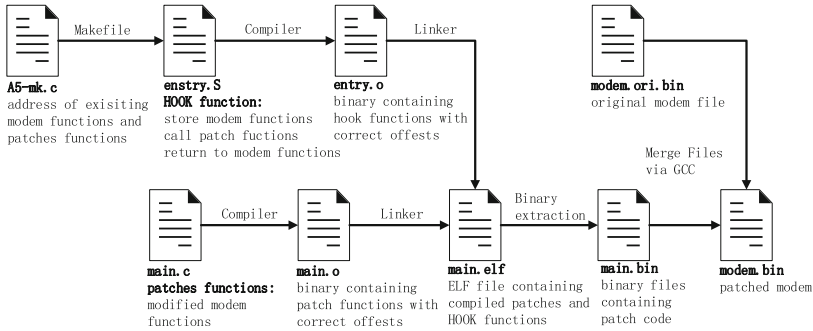 Makefile
Compiler
Linker
A5-mk.c
address of exisiting
modem functions and
patches functions
enstry.S
HOOK function:
store modem functions
call patch fuctions
return to modem functions
entry.o
binary containing
hook functions with
correct offests
modem.ori.bin
original modem file
Merge Files
via GCC
Compiler
Linker
Binary
extraction
main.c
patches functions:
modified modem
functions
main.o
binary containing
patch functions with
correct offests
main.elf
ELF file containing
compiled patches and
HOOK functions
main.bin
binary files
containing
patch code
modem.bin
patched modem